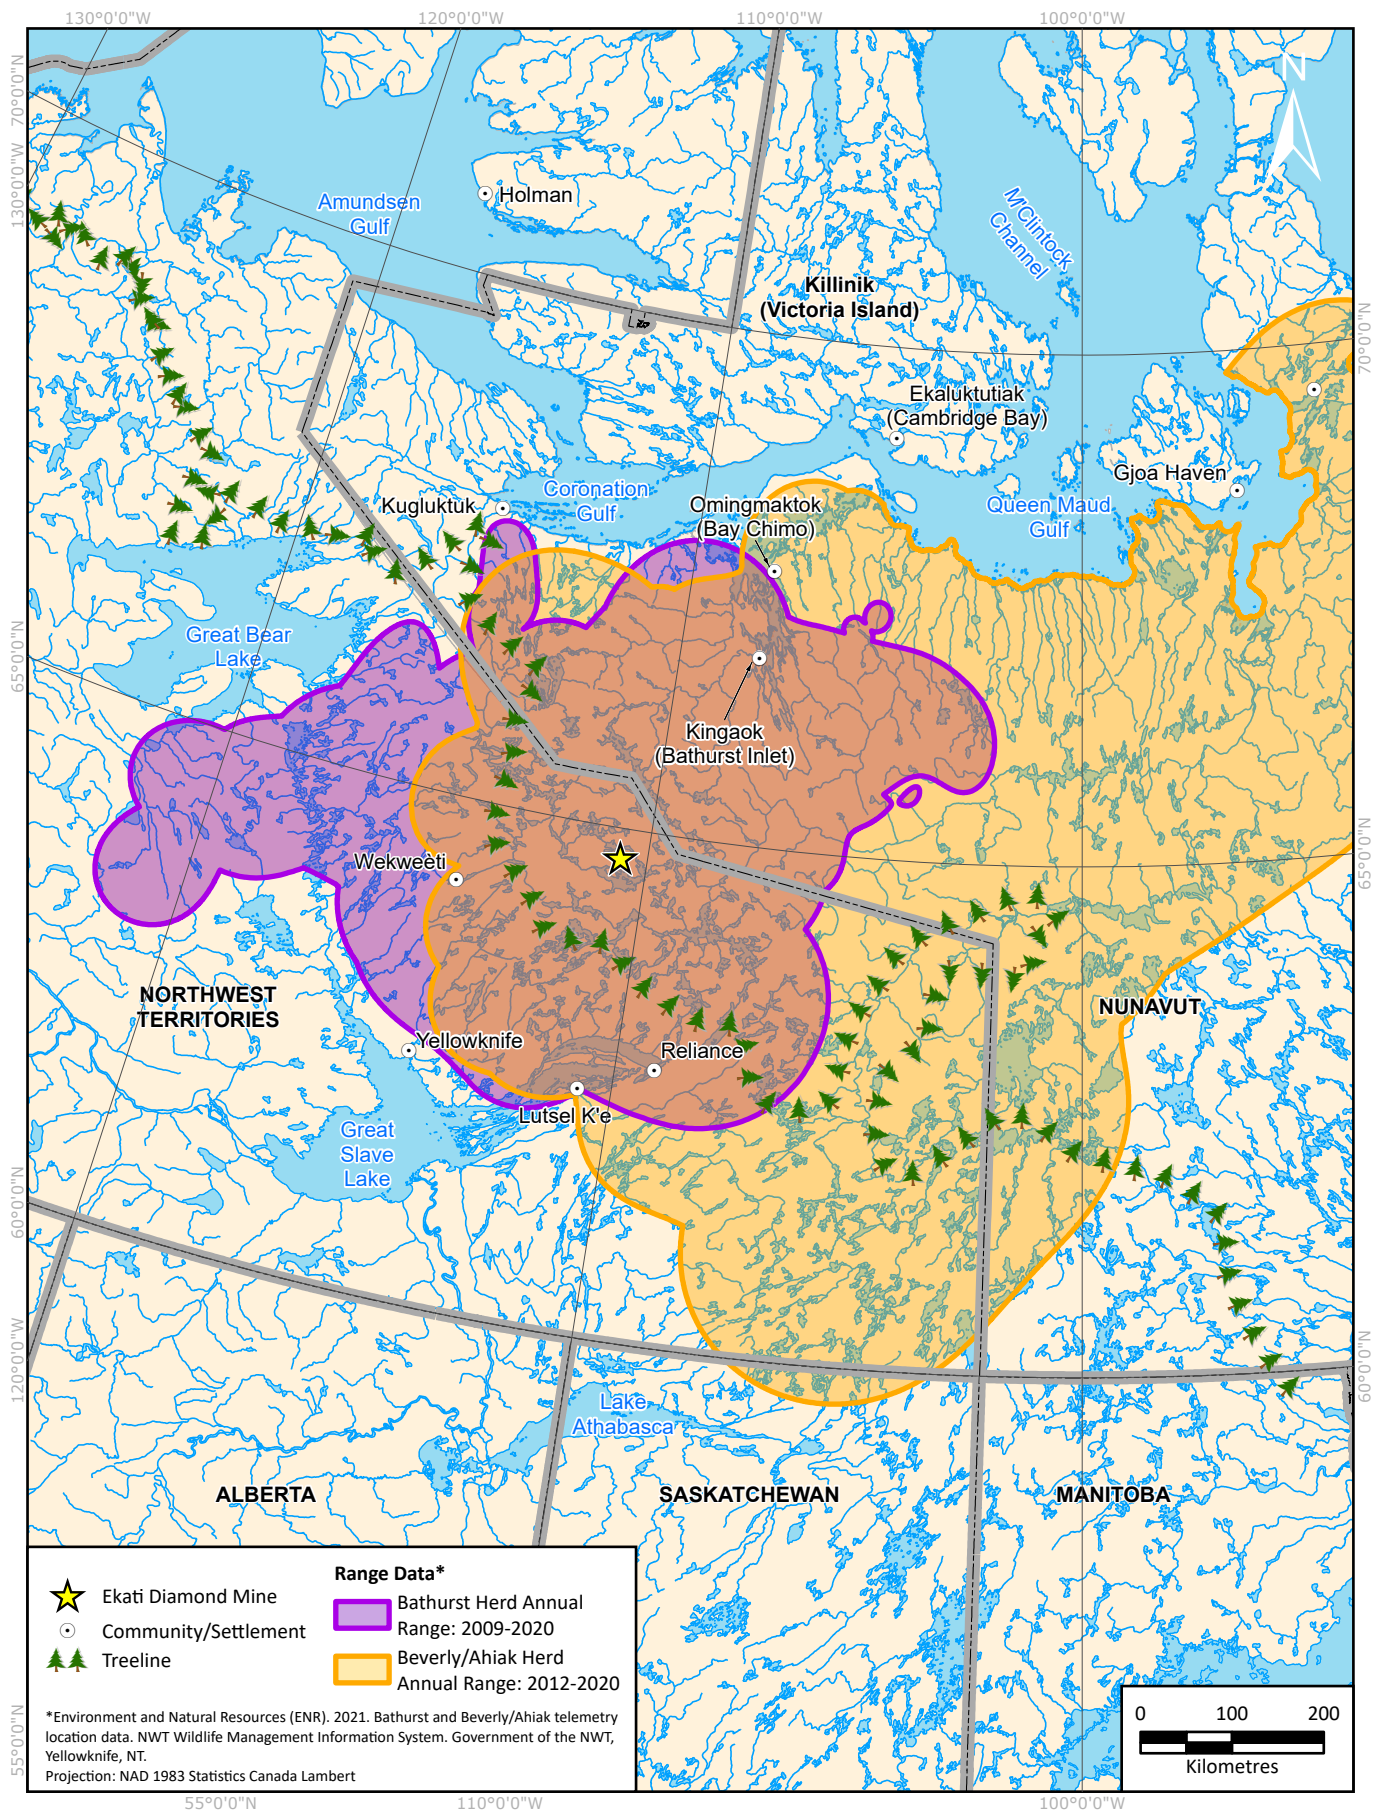 130°0'0"W
120°0'0"W
110°0'0"W
100°0'0"W
70°0'0"N
130°0'0"W
65°0'0"N
60°0'0"N
120°0'0"W
55°0'0"N
N
Holman
Amundsen
Gulf
M'Clintock
Channel
Killinik
(Victoria Island)
70°0'0"N
Ekaluktutiak
(Cambridge Bay)
Gjoa Haven
Kugluktuk
Coronation
Gulf
Omingmaktok
(Bay Chimo)
Queen Maud
Gulf
Great Bear
Lake
Kingaok
(Bathurst Inlet)
65°0'0"N
Wekweèti
NORTHWEST
TERRITORIES
NUNAVUT
Yellowknife
Reliance
Lutsel K'e
Great
Slave
Lake
60°0'0"N
Lake
Athabasca
ALBERTA
SASKATCHEWAN
MANITOBA
Ekati Diamond Mine
Community/Settlement
Treeline
Range Data*
Bathurst Herd Annual
Range: 2009-2020
Beverly/Ahiak Herd
Annual Range: 2012-2020
*Environment and Natural Resources (ENR). 2021. Bathurst and Beverly/Ahiak telemetry
location data. NWT Wildlife Management Information System. Government of the NWT,
Yellowknife, NT.
Projection: NAD 1983 Statistics Canada Lambert
0 100 200
Kilometres
55°0'0"N
110°0'0"W
100°0'0"W